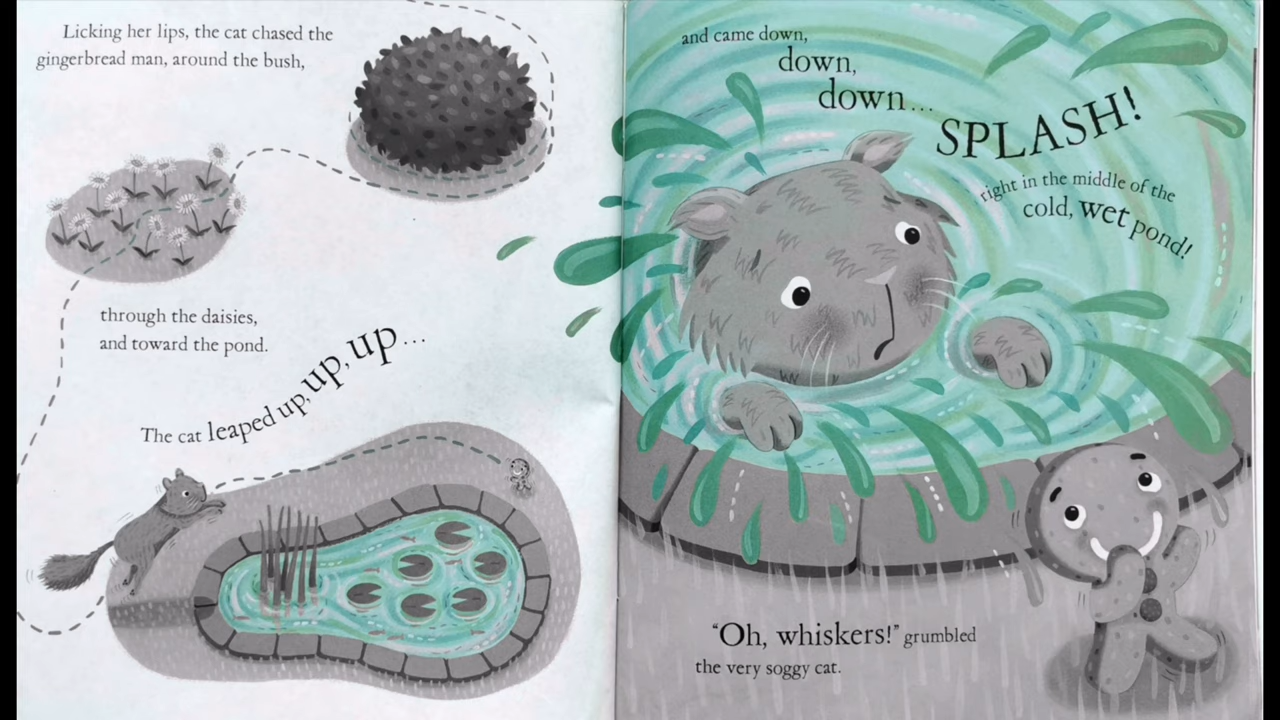 Licking her lips, the cat chased the
gingerbread man, around the bush,
through the daisies,
and toward the pond.
The cat leaped up, up, up...
and came down,
down,
down...
SPLASH!
right in the middle of the
cold, wet pond!
"Oh, whiskers!" grumbled
the very soggy cat.